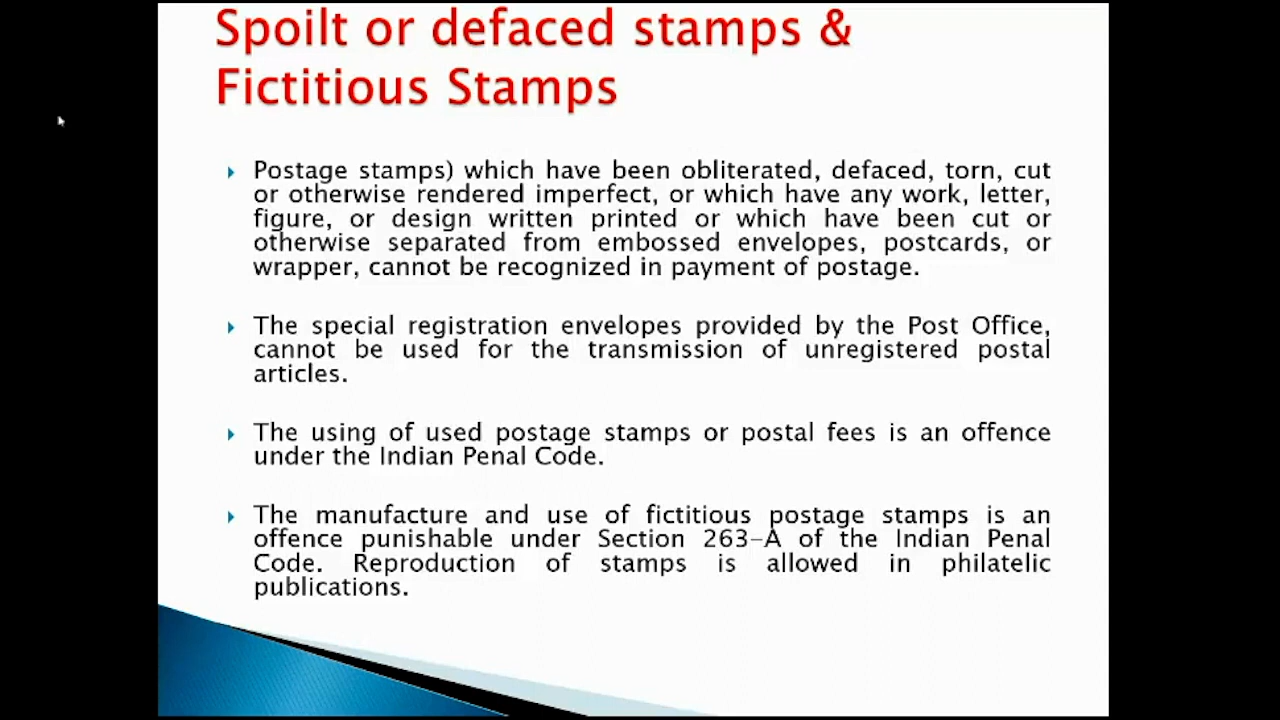 Spoilt or defaced stamps &
Fictitious Stamps
Postage stamps) which have been obliterated, defaced, torn, cut
or otherwise rendered imperfect, or which have any work, letter,
figure, or design written printed or which have been cut or
otherwise separated from embossed envelopes, postcards, or
wrapper, cannot be recognized in payment of postage.
The special registration envelopes provided by the Post Office,
cannot be used for the transmission of unregistered postal
articles.
The using of used postage stamps or postal fees is an offence
under the Indian Penal Code.
The manufacture and use of fictitious postage stamps is an
offence punishable under Section 263-A of the Indian Penal
Code. Reproduction of stamps is allowed in philatelic
publications.